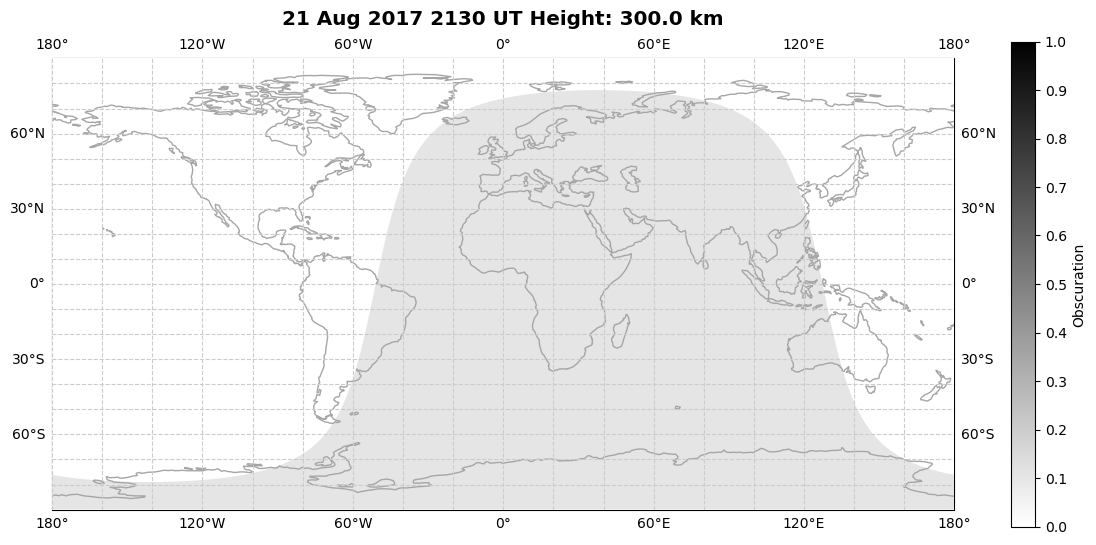 21 Aug 2017 2130 UT Height: 300.0 km
180° 120°W 60°W 0° 60°E 120°E 180°
60°N 60°N
30°N 30°N
0° 0°
30°S 30°S
60°S 60°S
180° 120°W 60°W 0° 60°E 120°E 180°
1.0
0.9
0.8
0.7
0.6
0.5
0.4
0.3
0.2
0.1
0.0
Obscuration